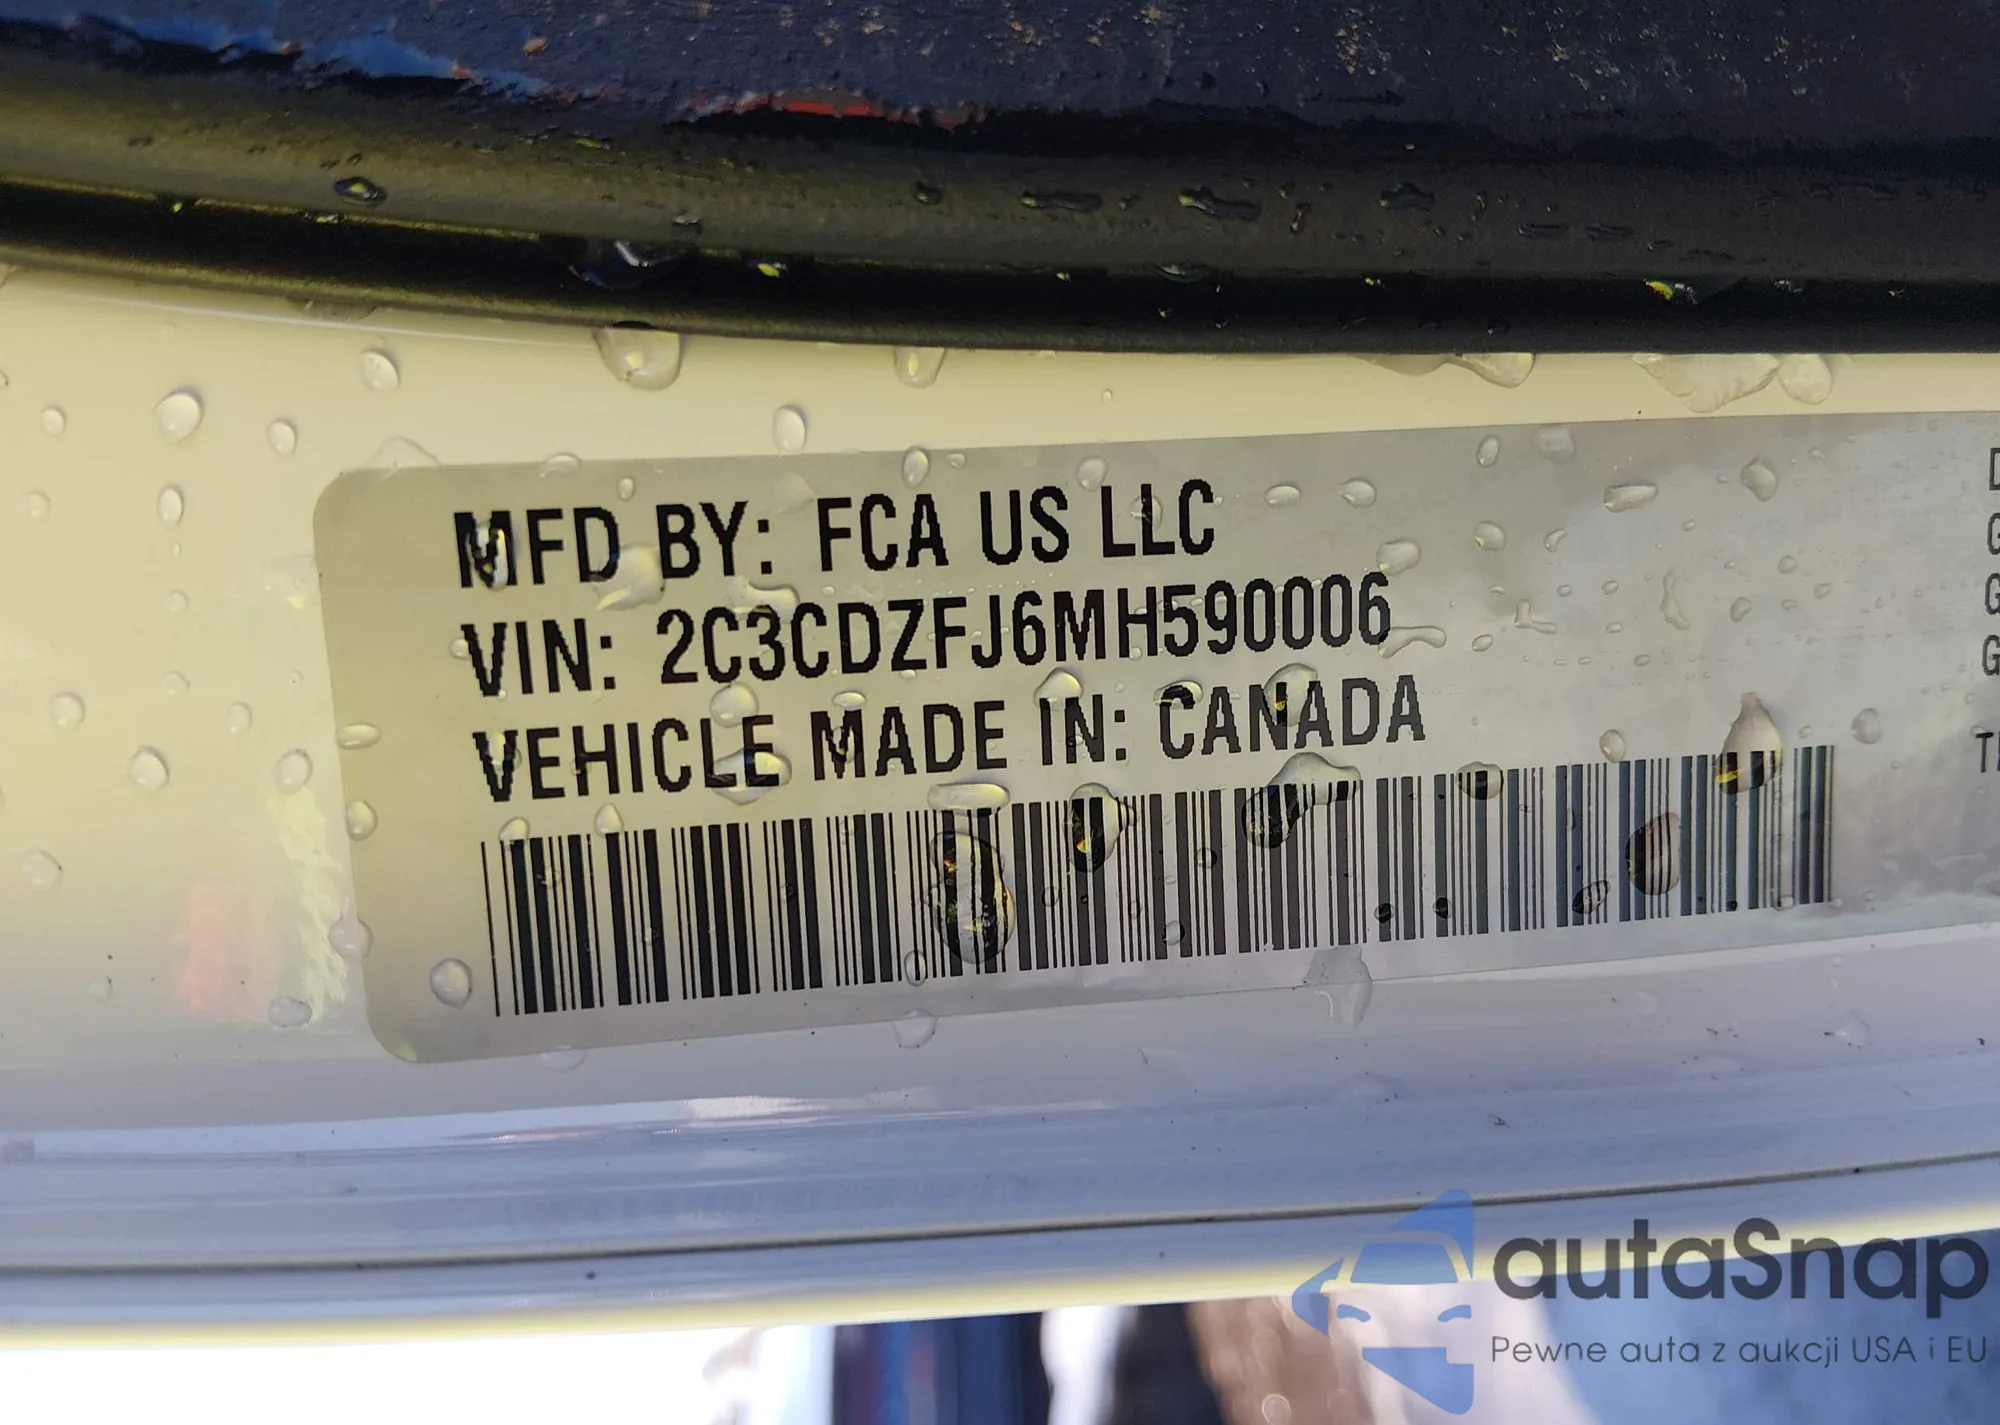 MFD BY: FCA US LLC
VIN: 2C3CDZFJ6MH590006
VEHICLE MADE IN: CANADA
autaSnap
Pewne auta z aukcji USA i EU